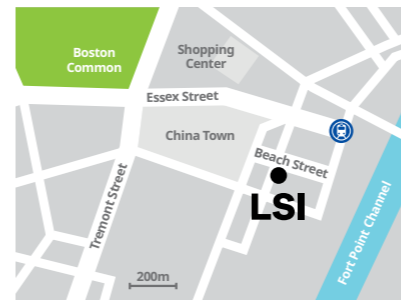 Boston
Common
Shopping
Center
Essex Street
China Town
Beach Street
LSI
Tremont Street
Fort Point Channel
200m